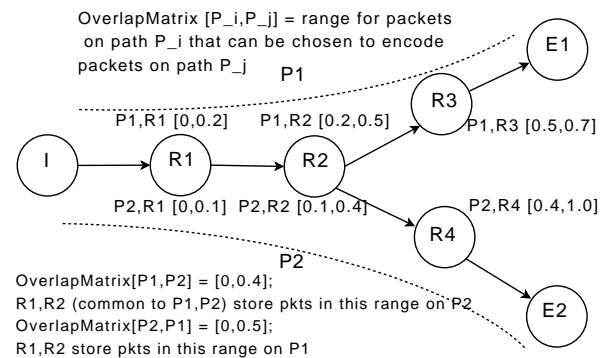 OverlapMatrix [P_i,P_j] = range for packets
on path P_i that can be chosen to encode
packets on path P_j
P1
E1
R3
P1,R1 [0,0.2]
P1,R2 [0.2,0.5]
P1,R3 [0.5,0.7]
I
R1
R2
P2,R1 [0,0.1]
P2,R2 [0.1,0.4]
P2,R4 [0.4,1.0]
R4
P2
OverlapMatrix[P1,P2] = [0,0.4];
R1,R2 (common to P1,P2) store pkts in this range on P2
OverlapMatrix[P2,P1] = [0,0.5];
R1,R2 store pkts in this range on P1
E2